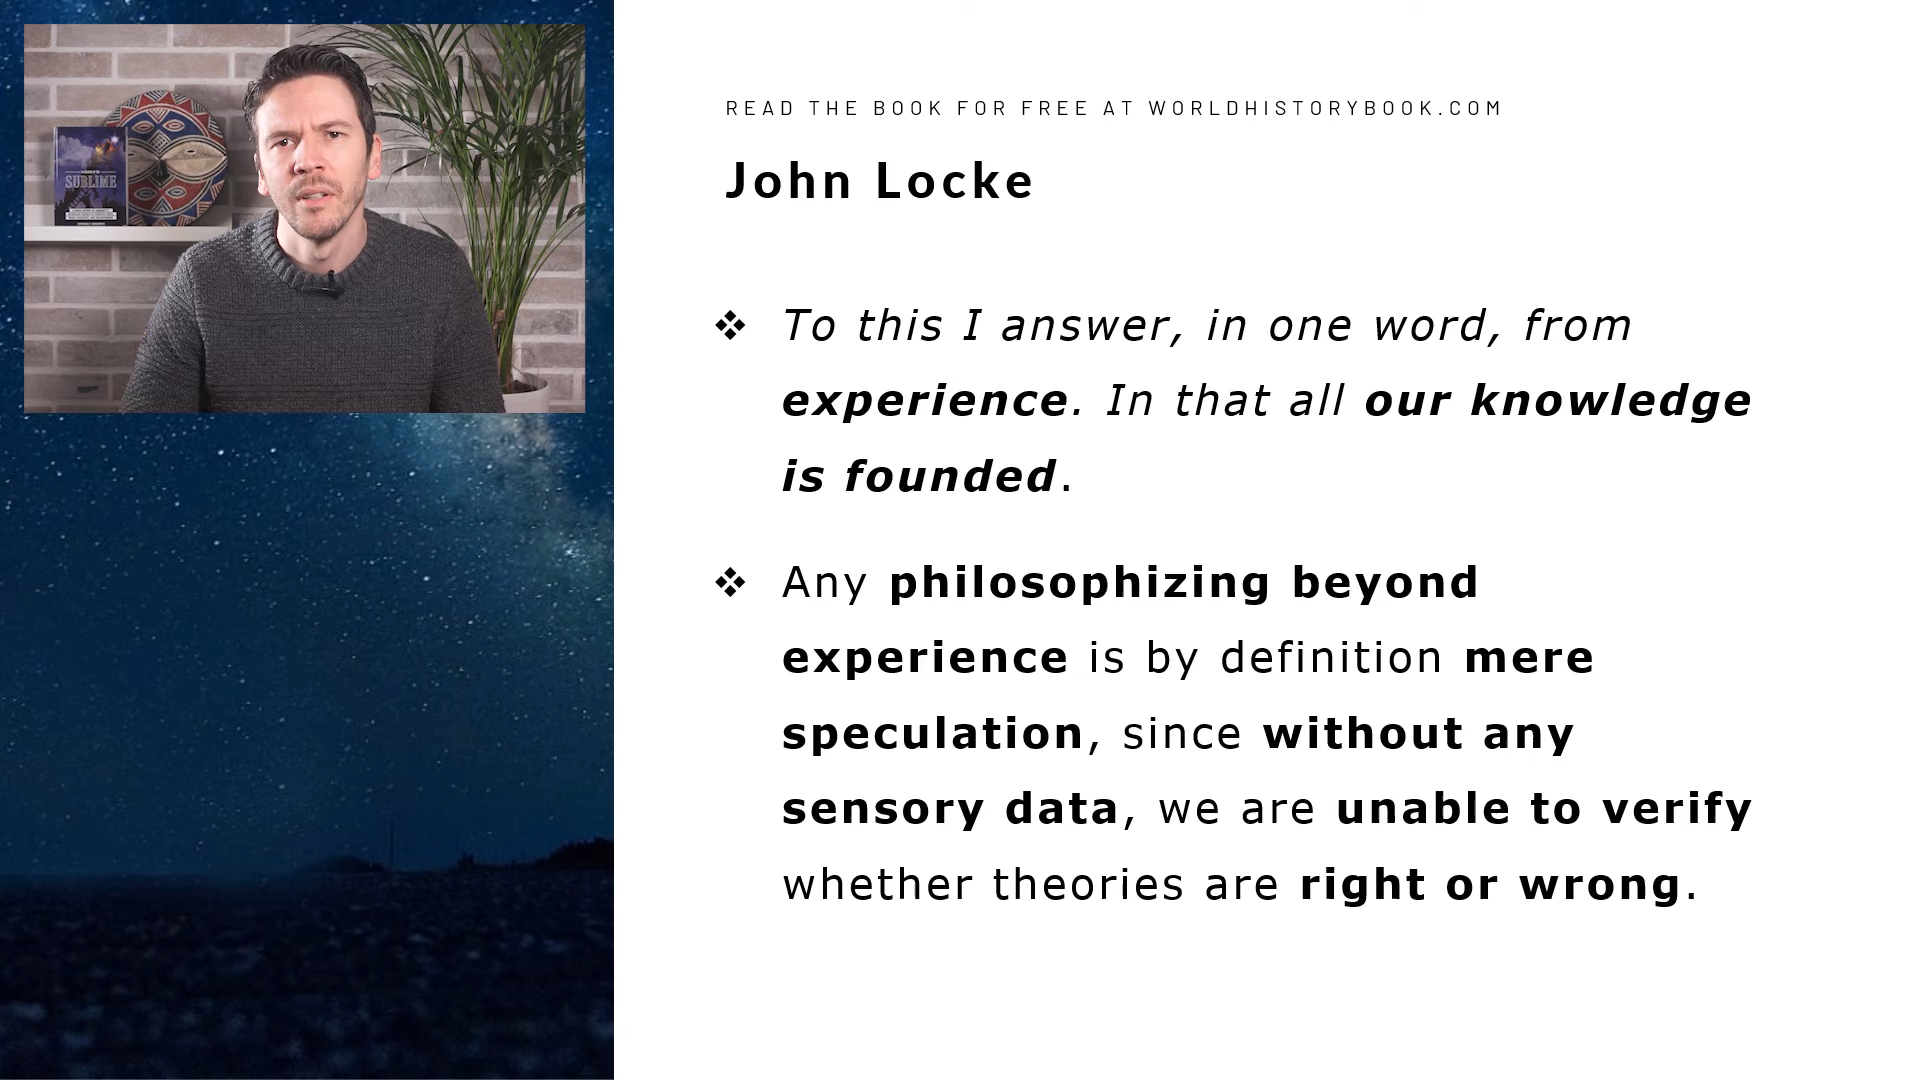 READ THE BOOK FOR FREE AT WORLDHISTORYBOOK.COM
John Locke
❖ To this I answer, in one word, from
experience. In that all our knowledge
is founded.
❖ Any philosophizing beyond
experience is by definition mere
speculation, since without any
sensory data, we are unable to verify
whether theories are right or wrong.
SUBLIME